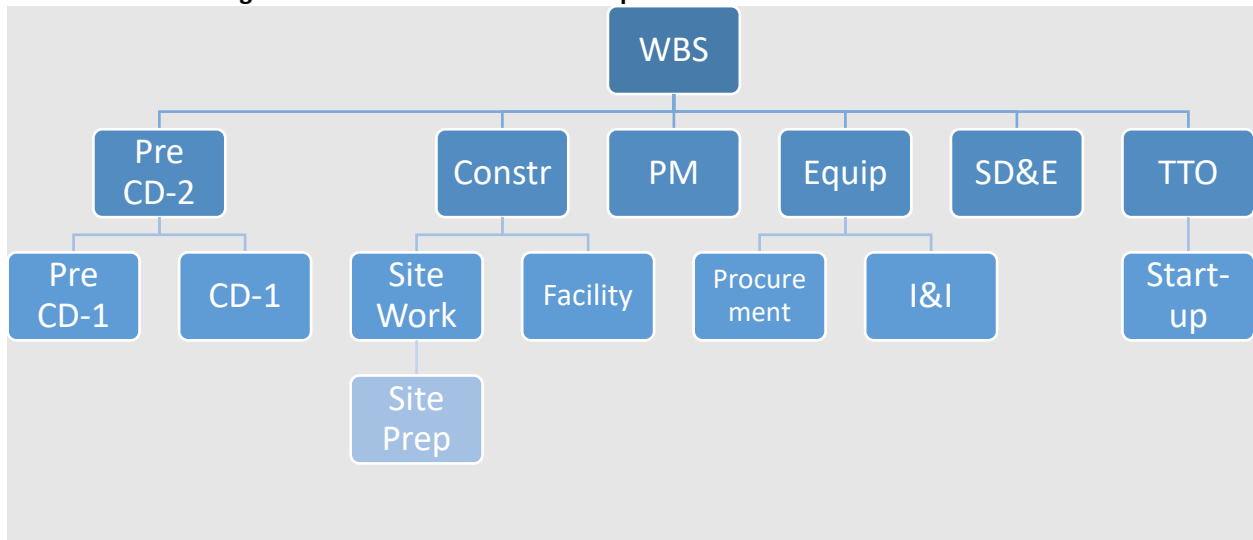 WBS
Pre
CD-2
Constr
PM
Equip
SD&E
TTO
Pre
CD-1
CD-1
Site
Work
Facility
Procure
ment
I&I
Start-
up
Site
Prep